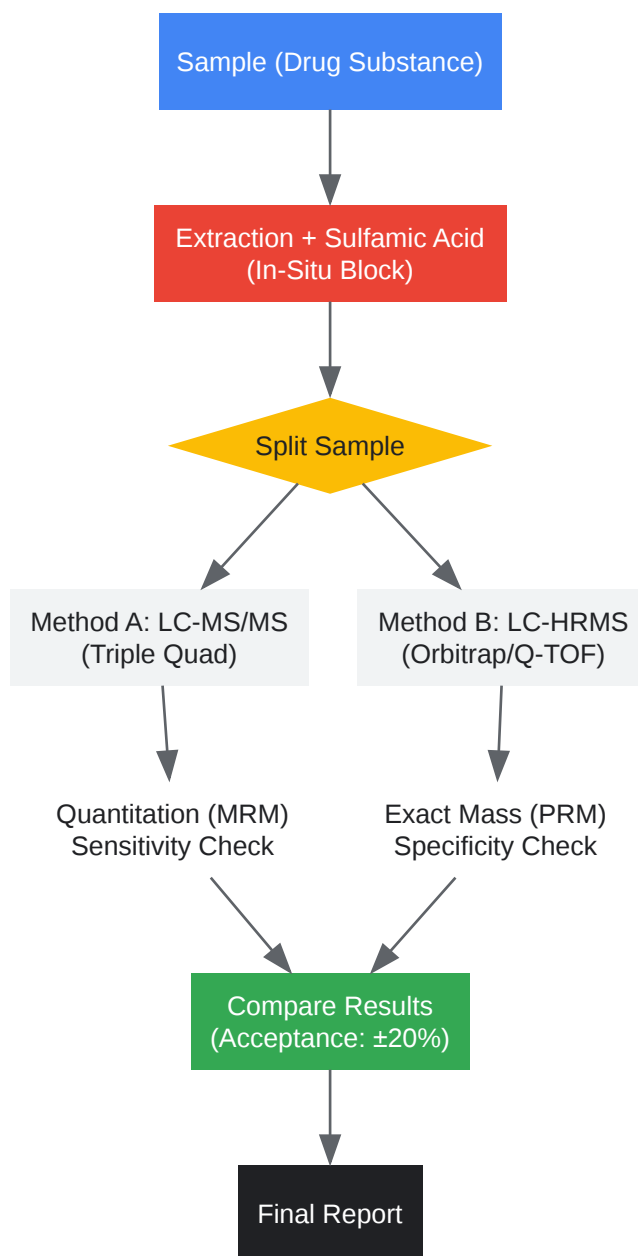 Sample (Drug Substance)
Extraction + Sulfamic Acid
(In-Situ Block)
Split Sample
Method A: LC-MS/MS
(Triple Quad)
Method B: LC-HRMS
(Orbitrap/Q-TOF)
Quantitation (MRM)
Sensitivity Check
Exact Mass (PRM)
Specificity Check
Compare Results
(Acceptance: ±20%)
Final Report